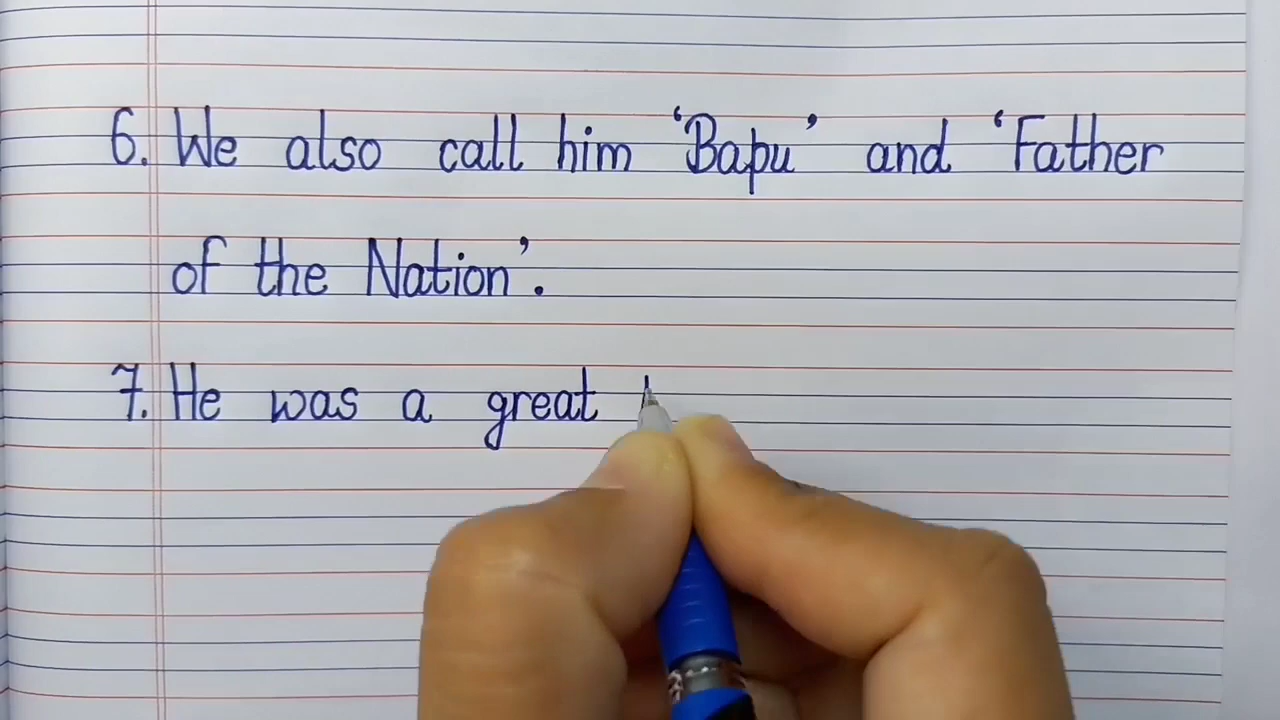 6. We also call him 'Bapu' and 'Father
of the Nation'.
7. He was a great